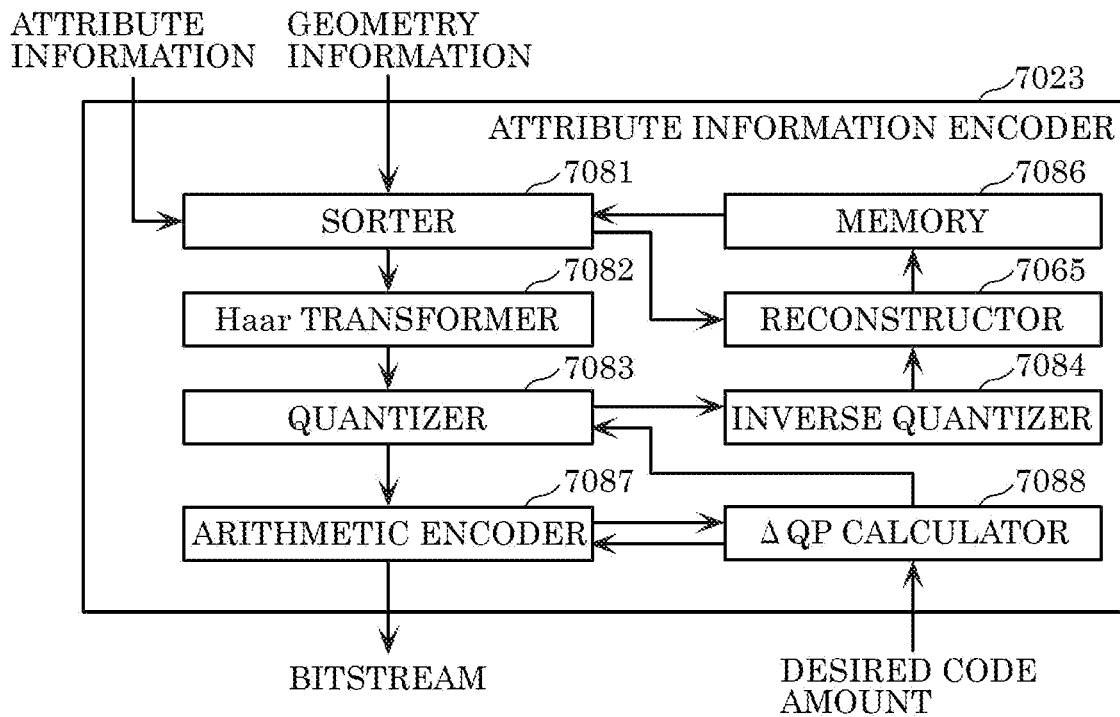 ATTRIBUTE
INFORMATION
GEOMETRY
INFORMATION
7023
ATTRIBUTE INFORMATION ENCODER
7081
SORTER
7086
MEMORY
7082
Haar TRANSFORMER
7065
RECONSTRUCTOR
7083
QUANTIZER
7084
INVERSE QUANTIZER
7087
ARITHMETIC ENCODER
7088
Δ QP CALCULATOR
BITSTREAM
DESIRED CODE
AMOUNT